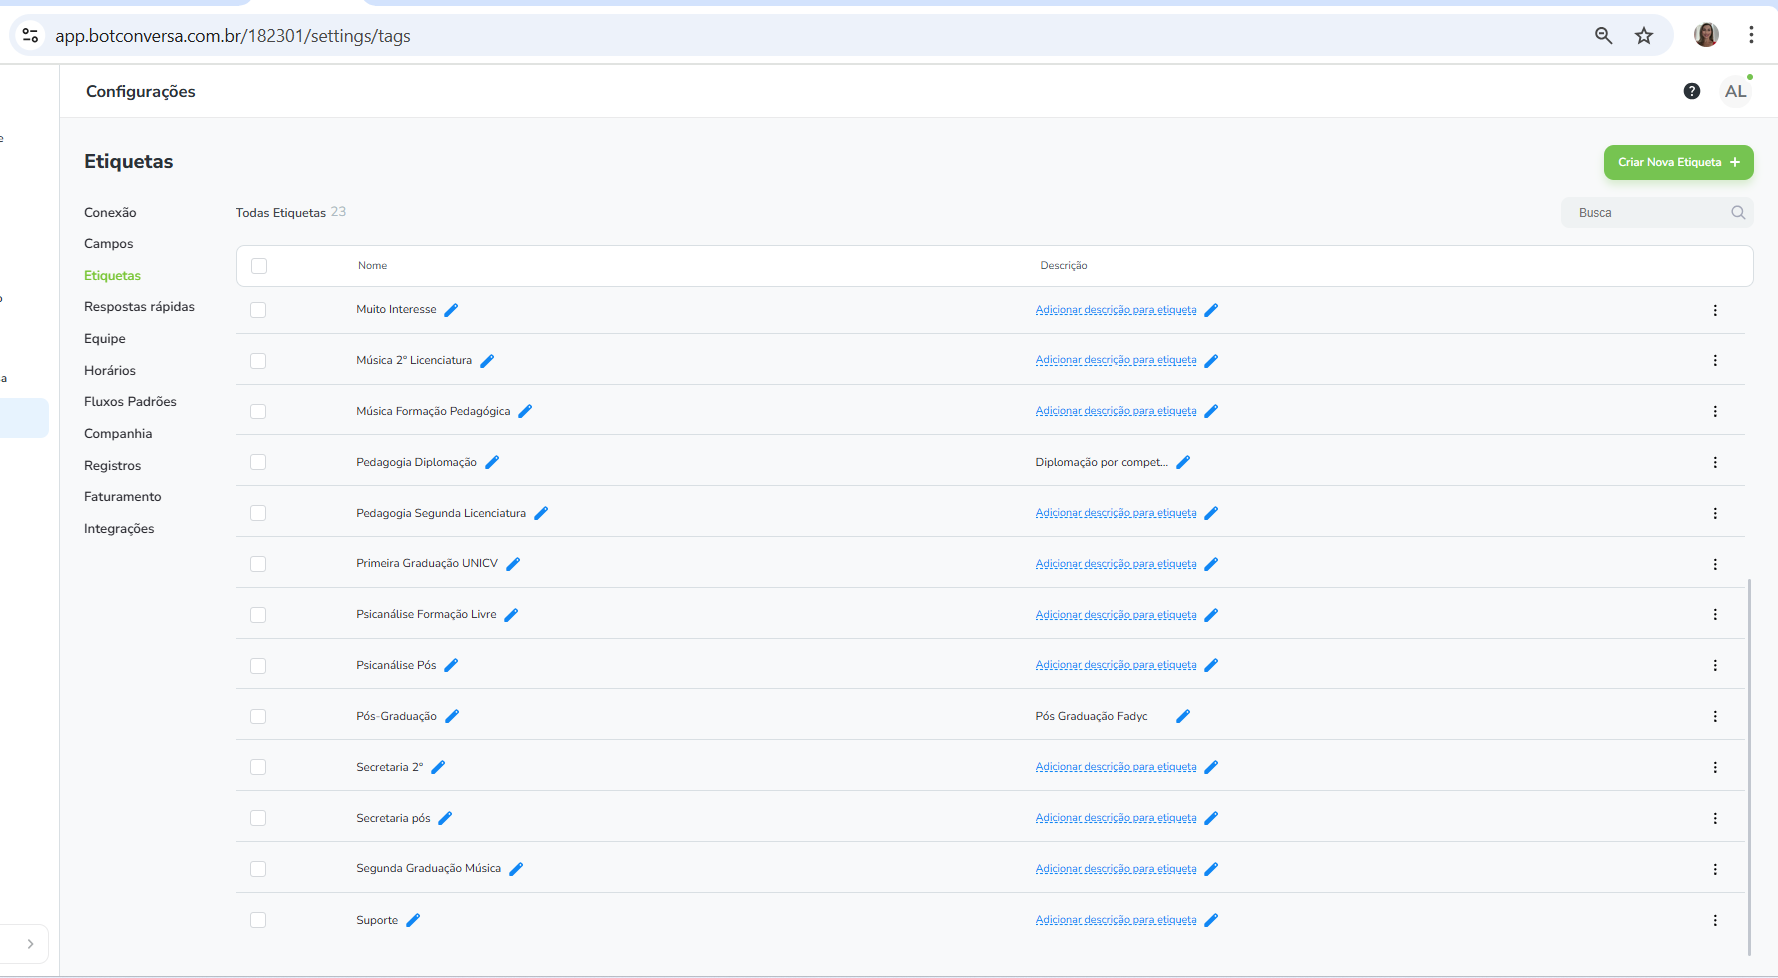 app.botconversa.com.br/182301/settings/tags
Configurações
AL
Etiquetas
Criar Nova Etiqueta +
Conexão
Campos
Etiquetas
Respostas rápidas
Equipe
Horários
Fluxos Padrões
Companhia
Registros
Faturamento
Integrações
Todas Etiquetas 23
Busca
Nome Descrição
Muito Interesse Adicionar descrição para etiqueta
Música 2º Licenciatura Adicionar descrição para etiqueta
Música Formação Pedagógica Adicionar descrição para etiqueta
Pedagogia Diplomação Diplomação por compet...
Pedagogia Segunda Licenciatura Adicionar descrição para etiqueta
Primeira Graduação UNICV Adicionar descrição para etiqueta
Psicanálise Formação Livre Adicionar descrição para etiqueta
Psicanálise Pós Adicionar descrição para etiqueta
Pós-Graduação Pós Graduação Fadyc
Secretaria 2º Adicionar descrição para etiqueta
Secretaria pós Adicionar descrição para etiqueta
Segunda Graduação Música Adicionar descrição para etiqueta
Suporte Adicionar descrição para etiqueta